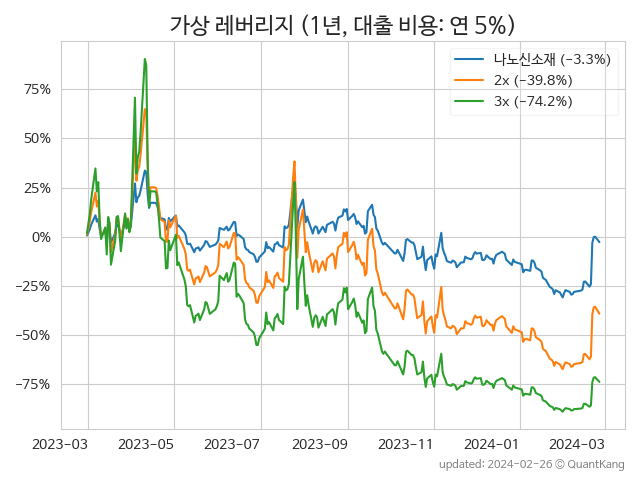 가상 레버리지 (1년, 대출 비용: 연 5%)
나노신소재 (−3.3%)
2x (−39.8%)
3x (−74.2%)
75%
50%
25%
0%
−25%
−50%
−75%
2023-03 2023-05 2023-07 2023-09 2023-11 2024-01 2024-03
updated: 2024-02-26 © QuantKang